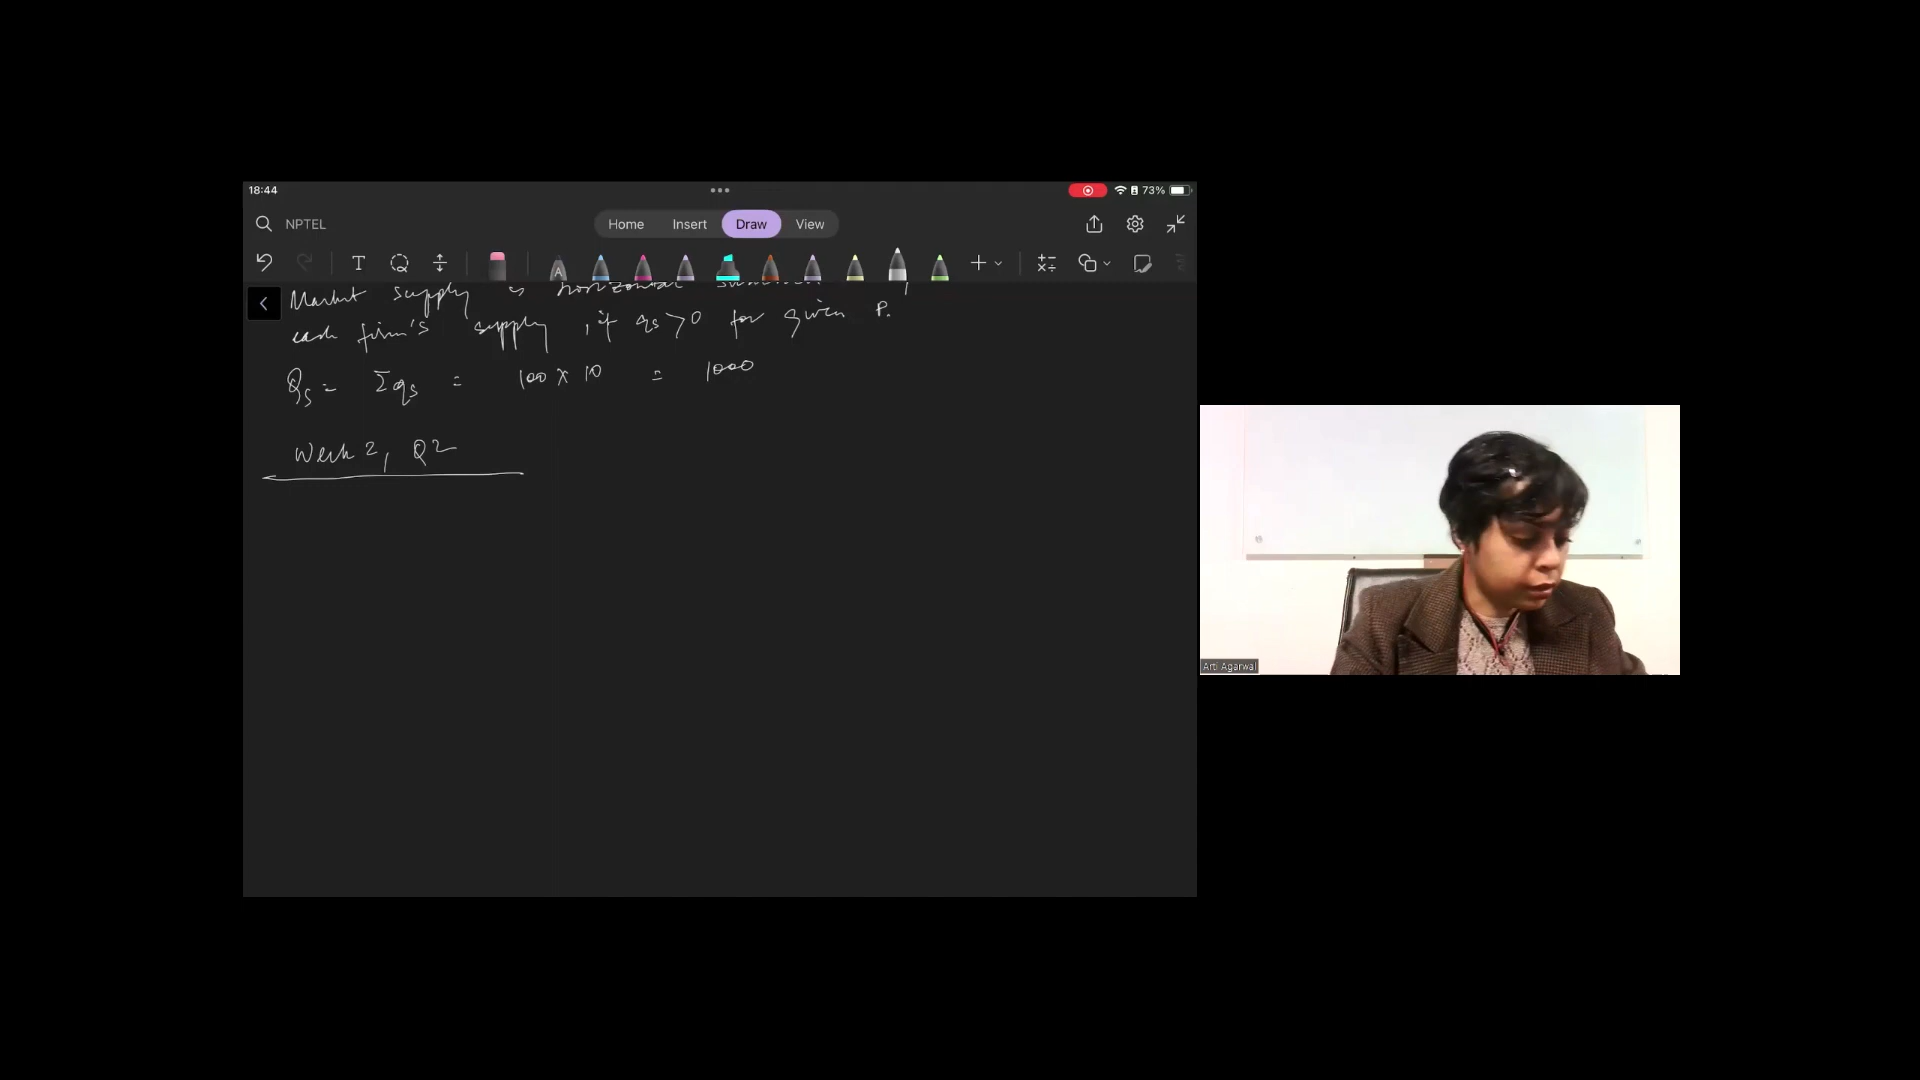 18:44
73%
NPTEL
Home Insert Draw View
T
A
Market supply is horizontal
each firm's supply, if qs > 0 for given P.
Qs = Σqs = 100 × 10 = 1000
Week 2, Q2
Arti Agarwal